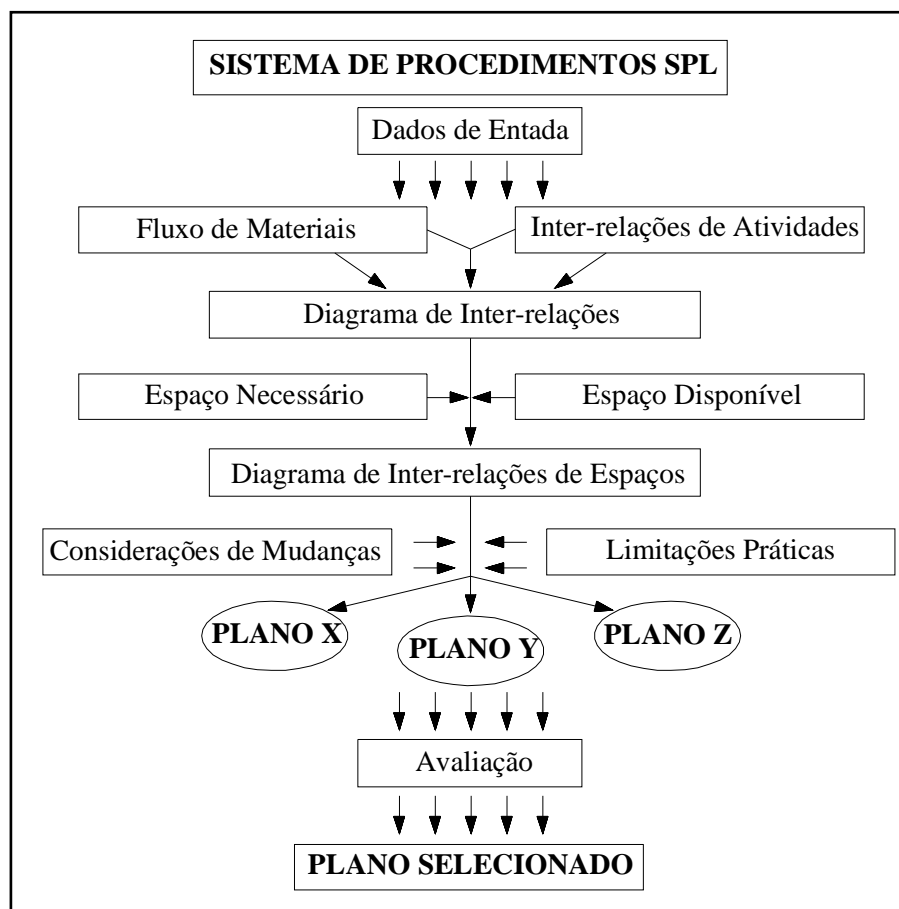 SISTEMA DE PROCEDIMENTOS SPL
Dados de Entada
Fluxo de Materiais
Inter-relações de Atividades
Diagrama de Inter-relações
Espaço Necessário
Espaço Disponível
Diagrama de Inter-relações de Espaços
Considerações de Mudanças
Limitações Práticas
PLANO X
PLANO Y
PLANO Z
Avaliação
PLANO SELECIONADO